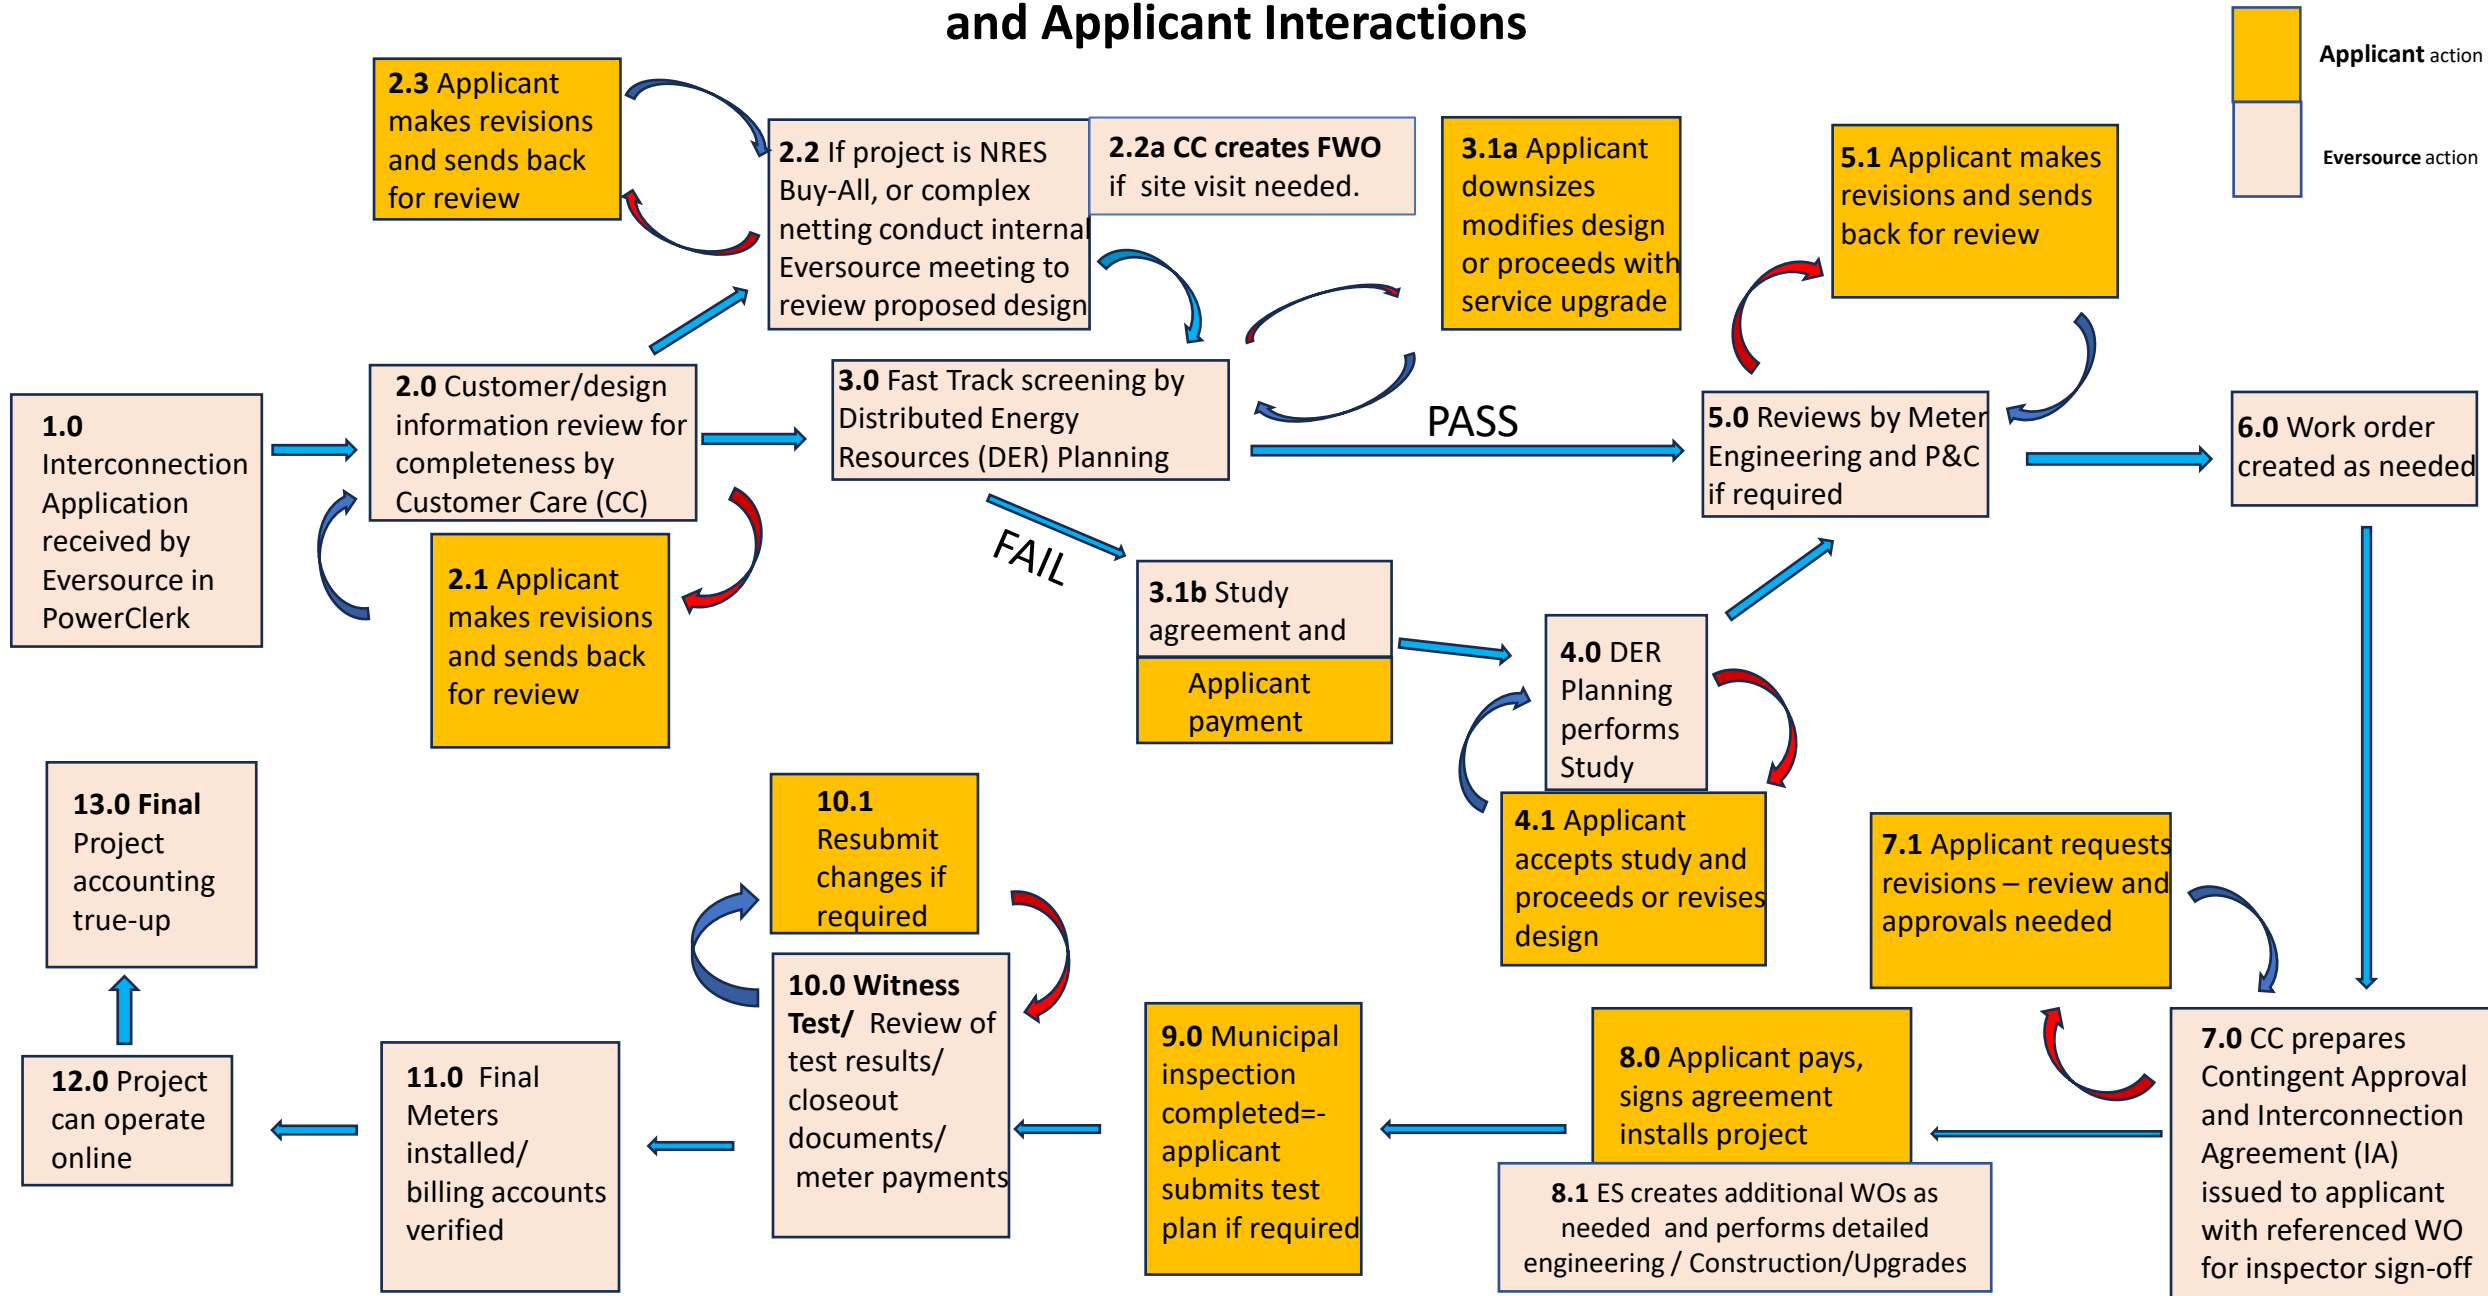 and Applicant Interactions
Applicant action
Eversource action
2.3 Applicant
makes revisions
and sends back
for review
2.2 If project is NRES
Buy-All, or complex
netting conduct internal
Eversource meeting to
review proposed design
2.2a CC creates FWO
if site visit needed.
3.1a Applicant
downsizes
modifies design
or proceeds with
service upgrade
5.1 Applicant makes
revisions and sends
back for review
1.0
Interconnection
Application
received by
Eversource in
PowerClerk
2.0 Customer/design
information review for
completeness by
Customer Care (CC)
2.1 Applicant
makes revisions
and sends back
for review
3.0 Fast Track screening by
Distributed Energy
Resources (DER) Planning
PASS
FAIL
5.0 Reviews by Meter
Engineering and P&C
if required
6.0 Work order
created as needed
3.1b Study
agreement and
Applicant
payment
4.0 DER
Planning
performs
Study
4.1 Applicant
accepts study and
proceeds or revises
design
7.1 Applicant requests
revisions – review and
approvals needed
7.0 CC prepares
Contingent Approval
and Interconnection
Agreement (IA)
issued to applicant
with referenced WO
for inspector sign-off
8.0 Applicant pays,
signs agreement
installs project
8.1 ES creates additional WOs as
needed and performs detailed
engineering / Construction/Upgrades
9.0 Municipal
inspection
completed=-
applicant
submits test
plan if required
10.1
Resubmit
changes if
required
10.0 Witness
Test/ Review of
test results/
closeout
documents/
meter payments
11.0 Final
Meters
installed/
billing accounts
verified
12.0 Project
can operate
online
13.0 Final
Project
accounting
true-up